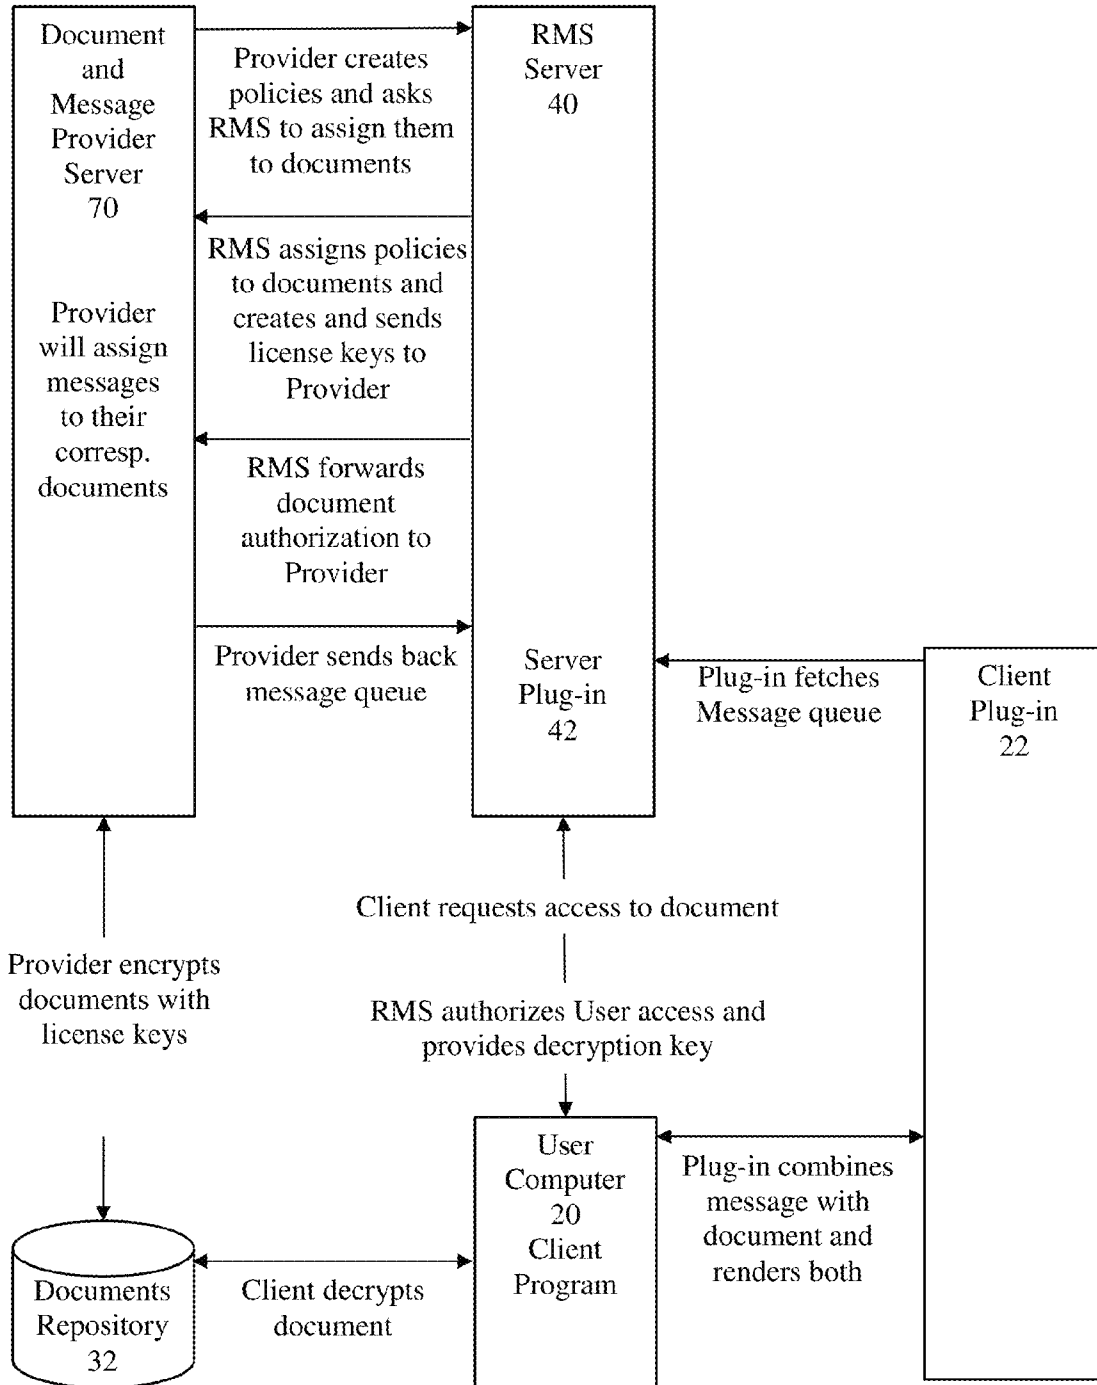 Document
and
Message
Provider
Server
70
Provider
will assign
messages
to their
corresp.
documents
Provider creates
policies and asks
RMS to assign them
to documents
RMS assigns policies
to documents and
creates and sends
license keys to
Provider
RMS forwards
document
authorization to
Provider
Provider sends back
message queue
RMS
Server
40
Server
Plug-in
42
Plug-in fetches
Message queue
Client
Plug-in
22
Client requests access to document
RMS authorizes User access and
provides decryption key
Provider encrypts
documents with
license keys
User
Computer
20
Client
Program
Plug-in combines
message with
document and
renders both
Client decrypts
document
Documents
Repository
32